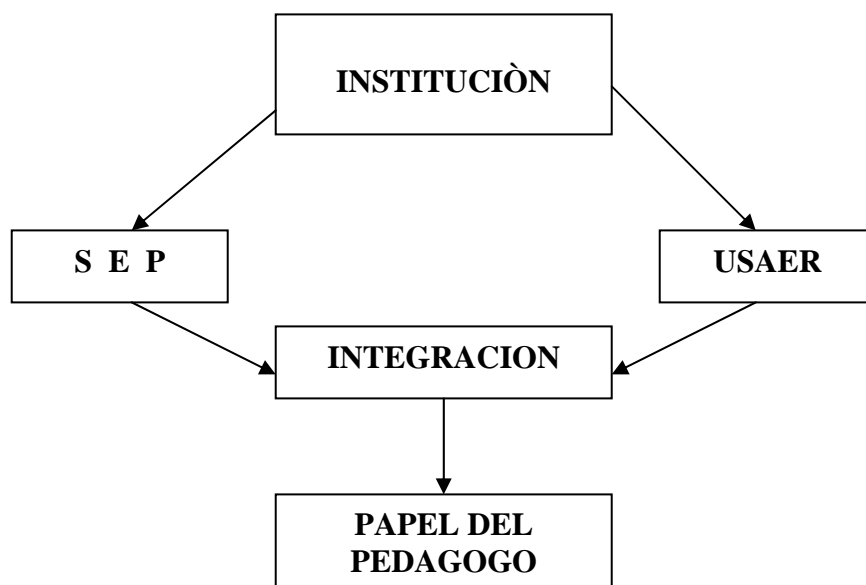 INSTITUCIÒN
S E P
USAER
INTEGRACION
PAPEL DEL
PEDAGOGO